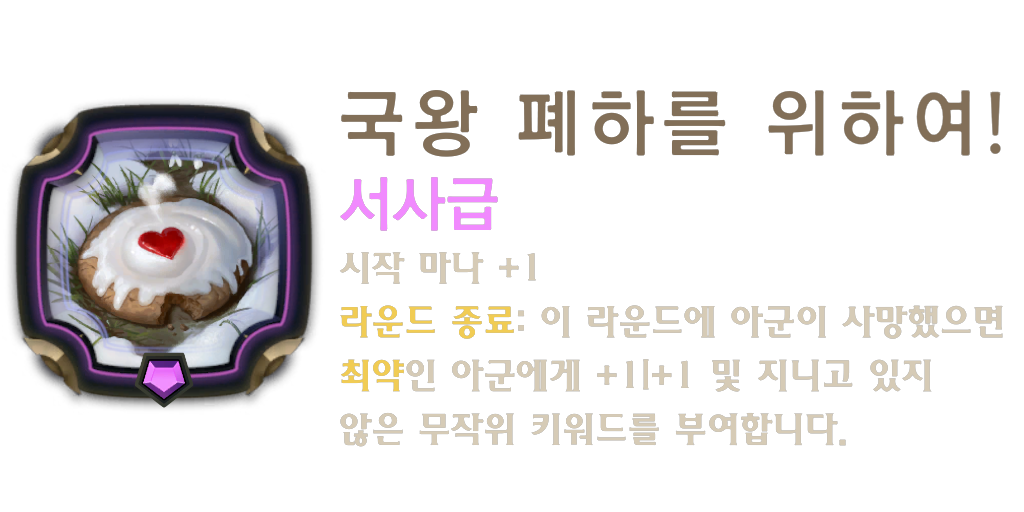 국왕 폐하를 위하여!
서사급
시작 마나 +1
라운드 종료: 이 라운드에 아군이 사망했으면
최약인 아군에게 +1|+1 및 지니고 있지
않은 무작위 키워드를 부여합니다.